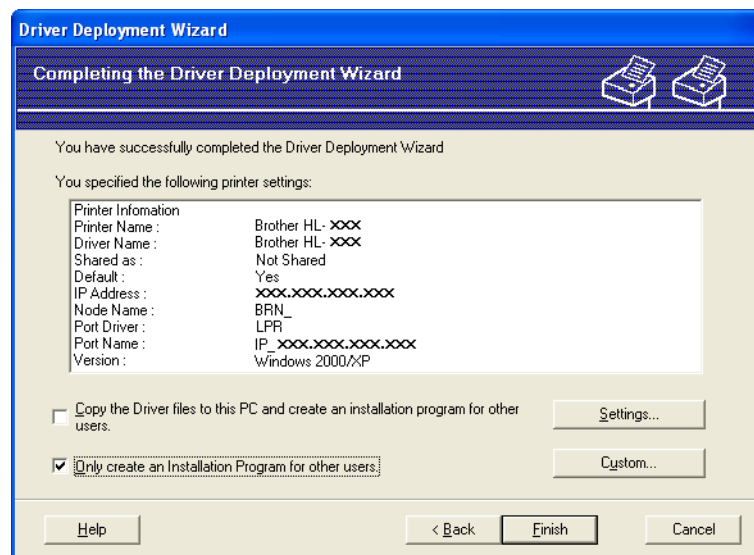 Driver Deployment Wizard
Completing the Driver Deployment Wizard
You have successfully completed the Driver Deployment Wizard
You specified the following printer settings:
Printer Infomation
Printer Name : Brother HL- XXX
Driver Name : Brother HL- XXX
Shared as : Not Shared
Default : Yes
IP Address : XXX.XXX.XXX.XXX
Node Name : BRN_
Port Driver : LPR
Port Name : IP_ XXX.XXX.XXX.XXX
Version : Windows 2000/XP
Copy the Driver files to this PC and create an installation program for other
users.
Settings...
Only create an Installation Program for other users.
Custom...
Help
< Back
Finish
Cancel